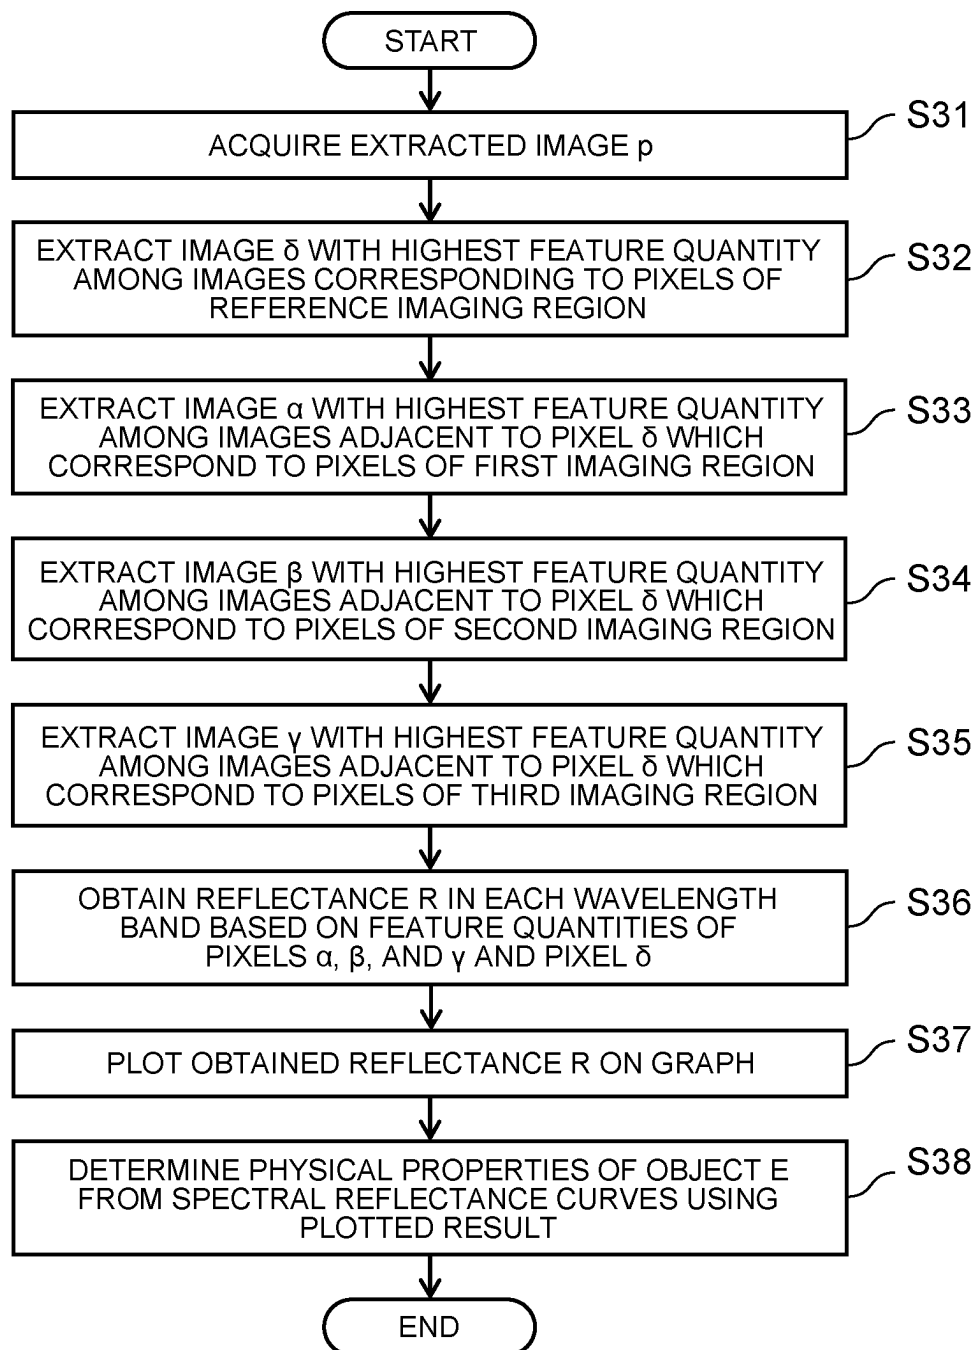 START
ACQUIRE EXTRACTED IMAGE p
S31
EXTRACT IMAGE δ WITH HIGHEST FEATURE QUANTITY
AMONG IMAGES CORRESPONDING TO PIXELS OF
REFERENCE IMAGING REGION
S32
EXTRACT IMAGE α WITH HIGHEST FEATURE QUANTITY
AMONG IMAGES ADJACENT TO PIXEL δ WHICH
CORRESPOND TO PIXELS OF FIRST IMAGING REGION
S33
EXTRACT IMAGE β WITH HIGHEST FEATURE QUANTITY
AMONG IMAGES ADJACENT TO PIXEL δ WHICH
CORRESPOND TO PIXELS OF SECOND IMAGING REGION
S34
EXTRACT IMAGE γ WITH HIGHEST FEATURE QUANTITY
AMONG IMAGES ADJACENT TO PIXEL δ WHICH
CORRESPOND TO PIXELS OF THIRD IMAGING REGION
S35
OBTAIN REFLECTANCE R IN EACH WAVELENGTH
BAND BASED ON FEATURE QUANTITIES OF
PIXELS α, β, AND γ AND PIXEL δ
S36
PLOT OBTAINED REFLECTANCE R ON GRAPH
S37
DETERMINE PHYSICAL PROPERTIES OF OBJECT E
FROM SPECTRAL REFLECTANCE CURVES USING
PLOTTED RESULT
S38
END